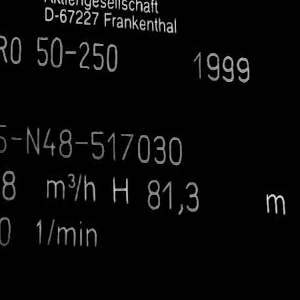 Aktiengesellschaft
D-67227 Frankenthal
RO 50-250 1999
5-N48-517030
8 m³/h H 81,3 m
0 1/min